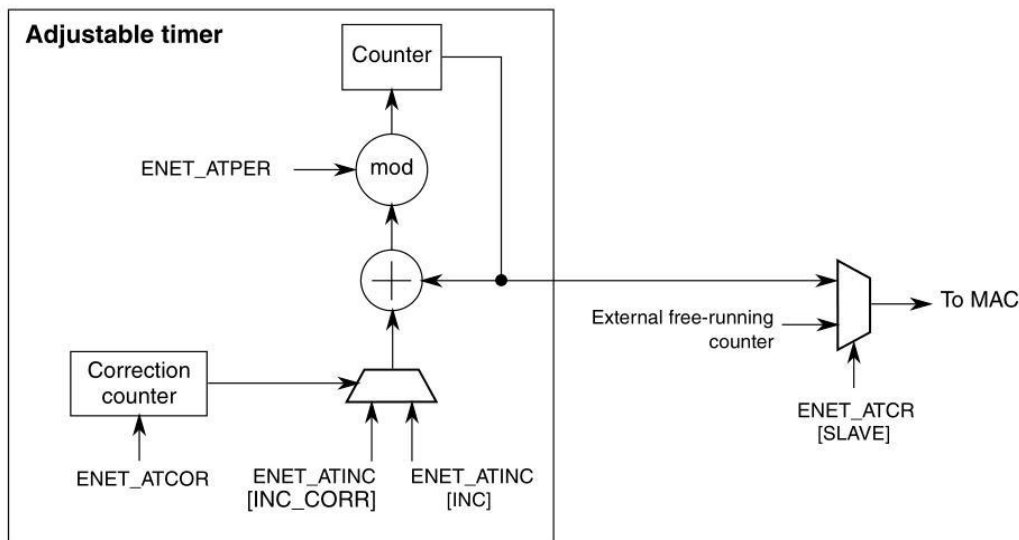 Adjustable timer
Counter
ENET_ATPER
mod
External free-running
counter
To MAC
Correction
counter
ENET_ATCR
[SLAVE]
ENET_ATCOR
ENET_ATINC
[INC_CORR]
ENET_ATINC
[INC]